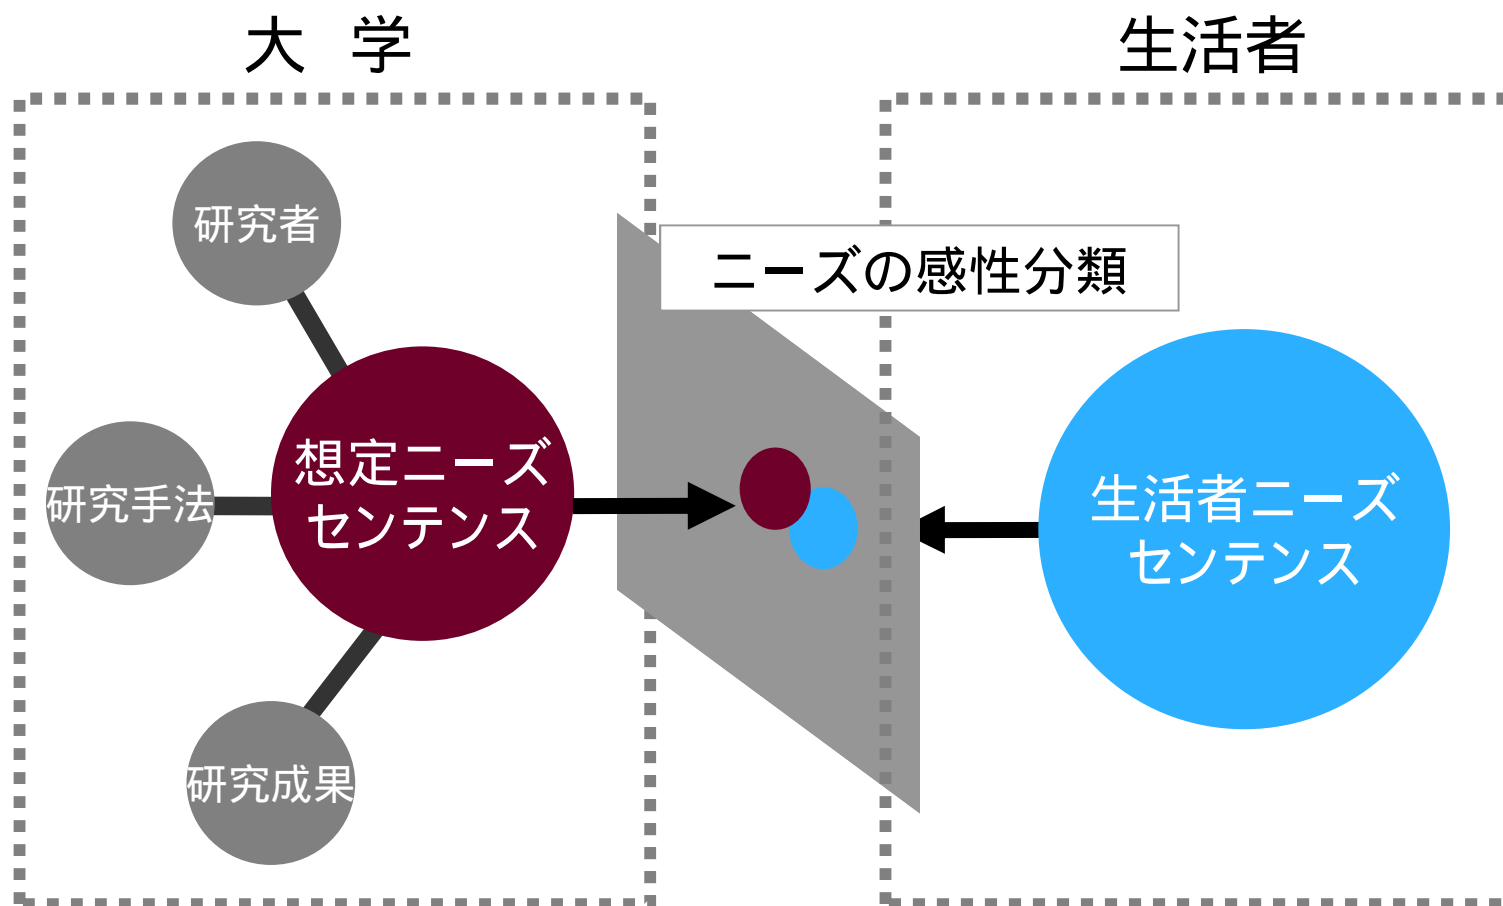 大 学
生活者
研究者
ニーズの感性分類
想定ニーズ
センテンス
研究手法
生活者ニーズ
センテンス
研究成果